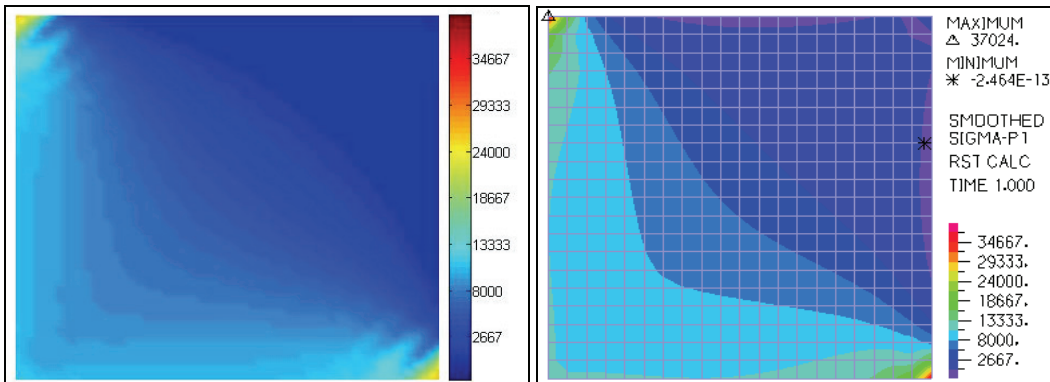 34667
29333
24000
18667
13333
8000
2667
MAXIMUM
△ 37024.
MINIMUM
* -2.464E-13
SMOOTHED
SIGMA-P1
RST CALC
TIME 1.000
34667.
29333.
24000.
18667.
13333.
8000.
2667.